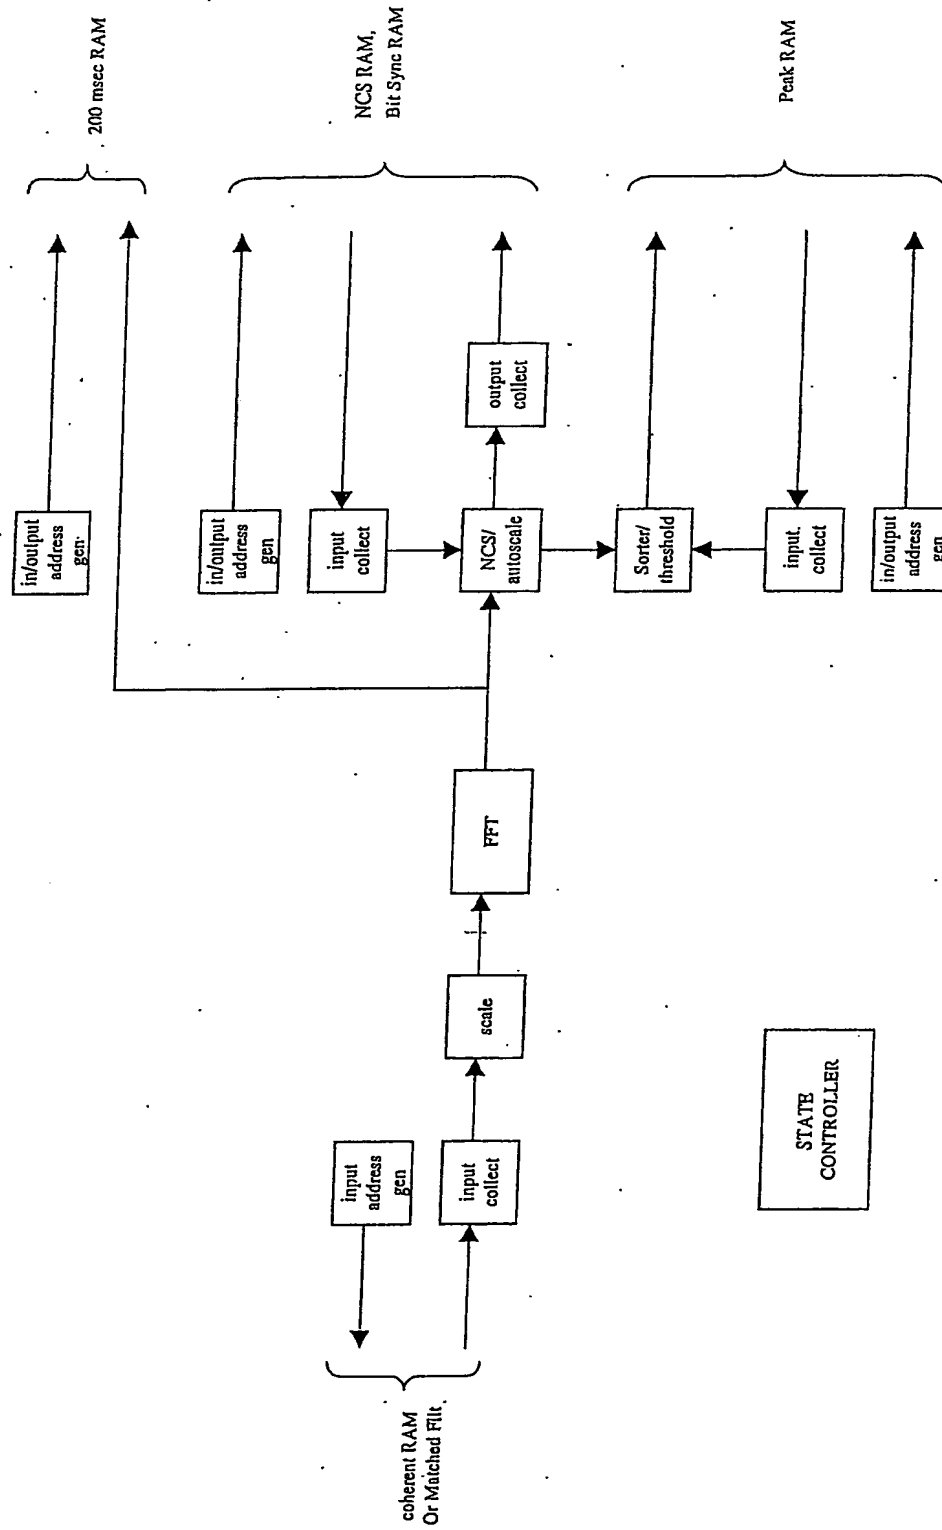 200 msec RAM
NCS RAM,
Bit Sync RAM
Peak RAM
in/output
address
gen.
in/output
address
gen
input
collect
output
collect
NCS/
autoscale
Sorter/
threshold
input.
collect
in/output
address
gen
FFT
scale
input
address
gen
input
collect
coherent RAM
Or Matched Filt.
STATE
CONTROLLER